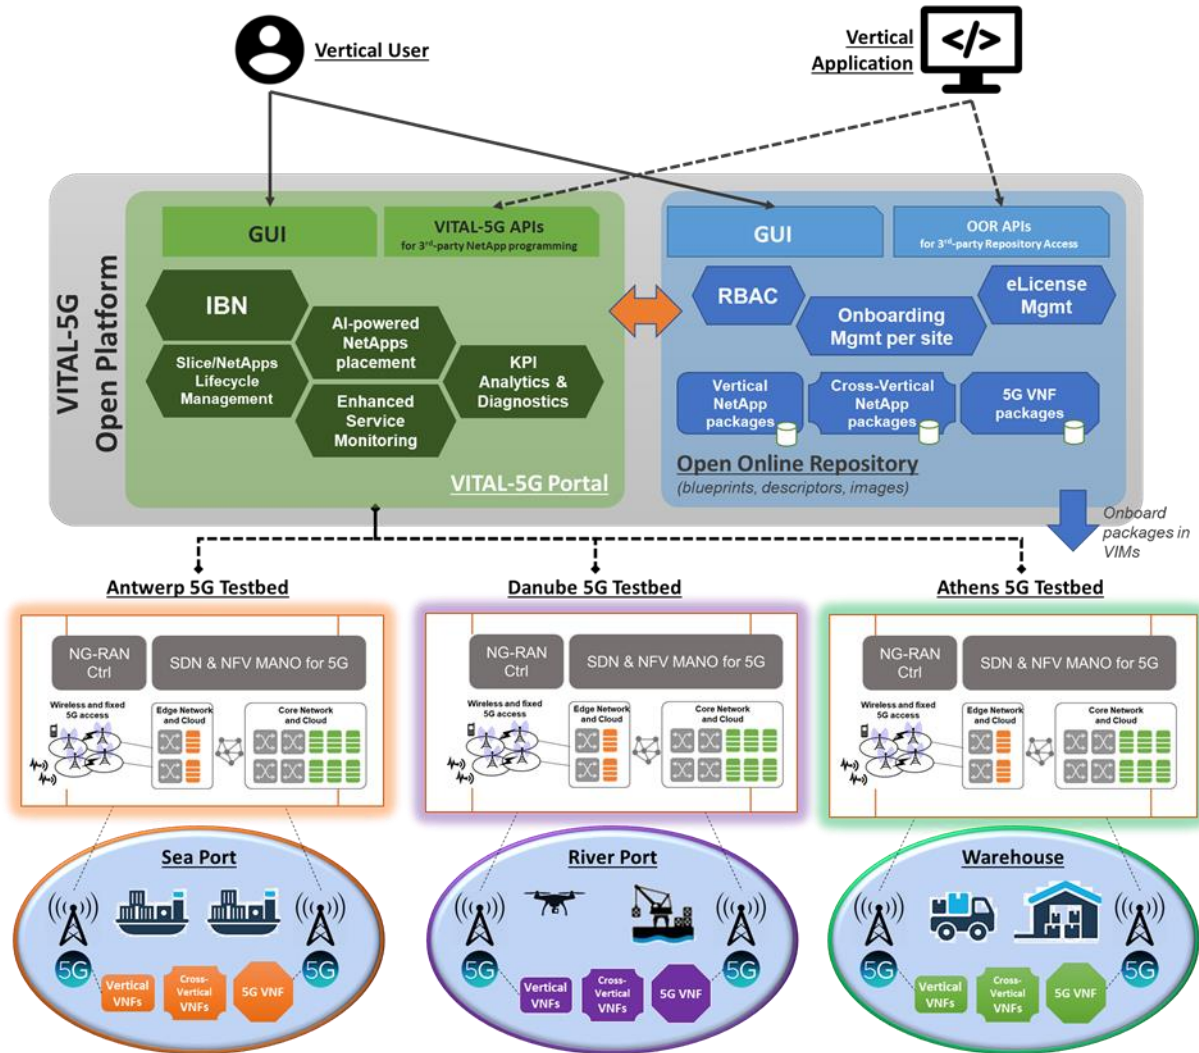 Vertical User
Vertical
Application
</>
VITAL-5G
Open Platform
GUI
VITAL-5G APIs
for 3rd-party NetApp programming
IBN
AI-powered
NetApps
placement
Slice/NetApps
Lifecycle
Management
KPI
Analytics &
Diagnostics
Enhanced
Service
Monitoring
VITAL-5G Portal
GUI
OOR APIs
for 3rd-party Repository Access
RBAC
eLicense
Mgmt
Onboarding
Mgmt per site
Vertical
NetApp
packages
Cross-Vertical
NetApp
packages
5G VNF
packages
Open Online Repository
(blueprints, descriptors, images)
Onboard
packages in
VIMs
Antwerp 5G Testbed
NG-RAN
Ctrl
SDN & NFV MANO for 5G
Wireless and fixed
5G access
Edge Network
and Cloud
Core Network
and Cloud
Danube 5G Testbed
NG-RAN
Ctrl
SDN & NFV MANO for 5G
Wireless and fixed
5G access
Edge Network
and Cloud
Core Network
and Cloud
Athens 5G Testbed
NG-RAN
Ctrl
SDN & NFV MANO for 5G
Wireless and fixed
5G access
Edge Network
and Cloud
Core Network
and Cloud
Sea Port
5G
5G
Vertical
VNFs
Cross-
Vertical
VNFs
5G VNF
River Port
5G
5G
Vertical
VNFs
Cross-
Vertical
VNFs
5G VNF
Warehouse
5G
5G
Vertical
VNFs
Cross-
Vertical
VNFs
5G VNF